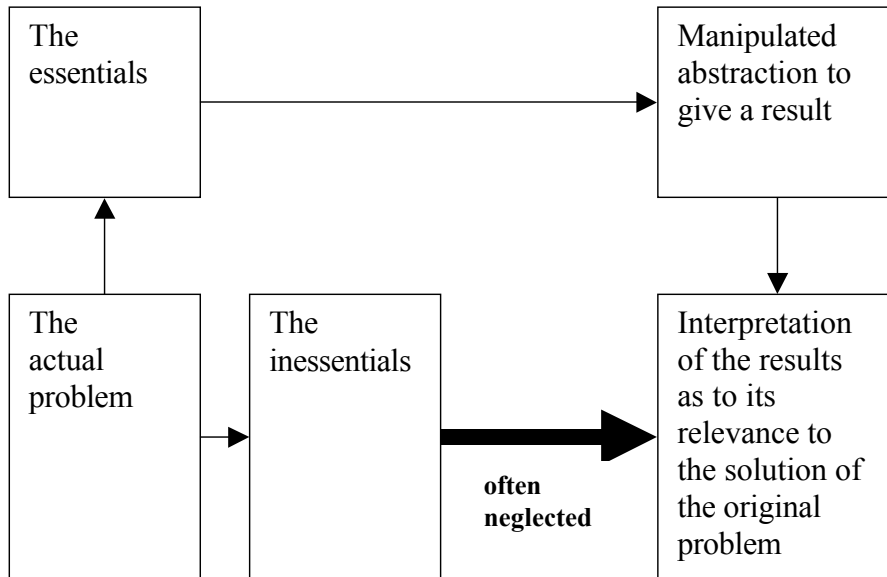 The
essentials
Manipulated
abstraction to
give a result
The
actual
problem
The
inessentials
often
neglected
Interpretation
of the results
as to its
relevance to
the solution of
the original
problem